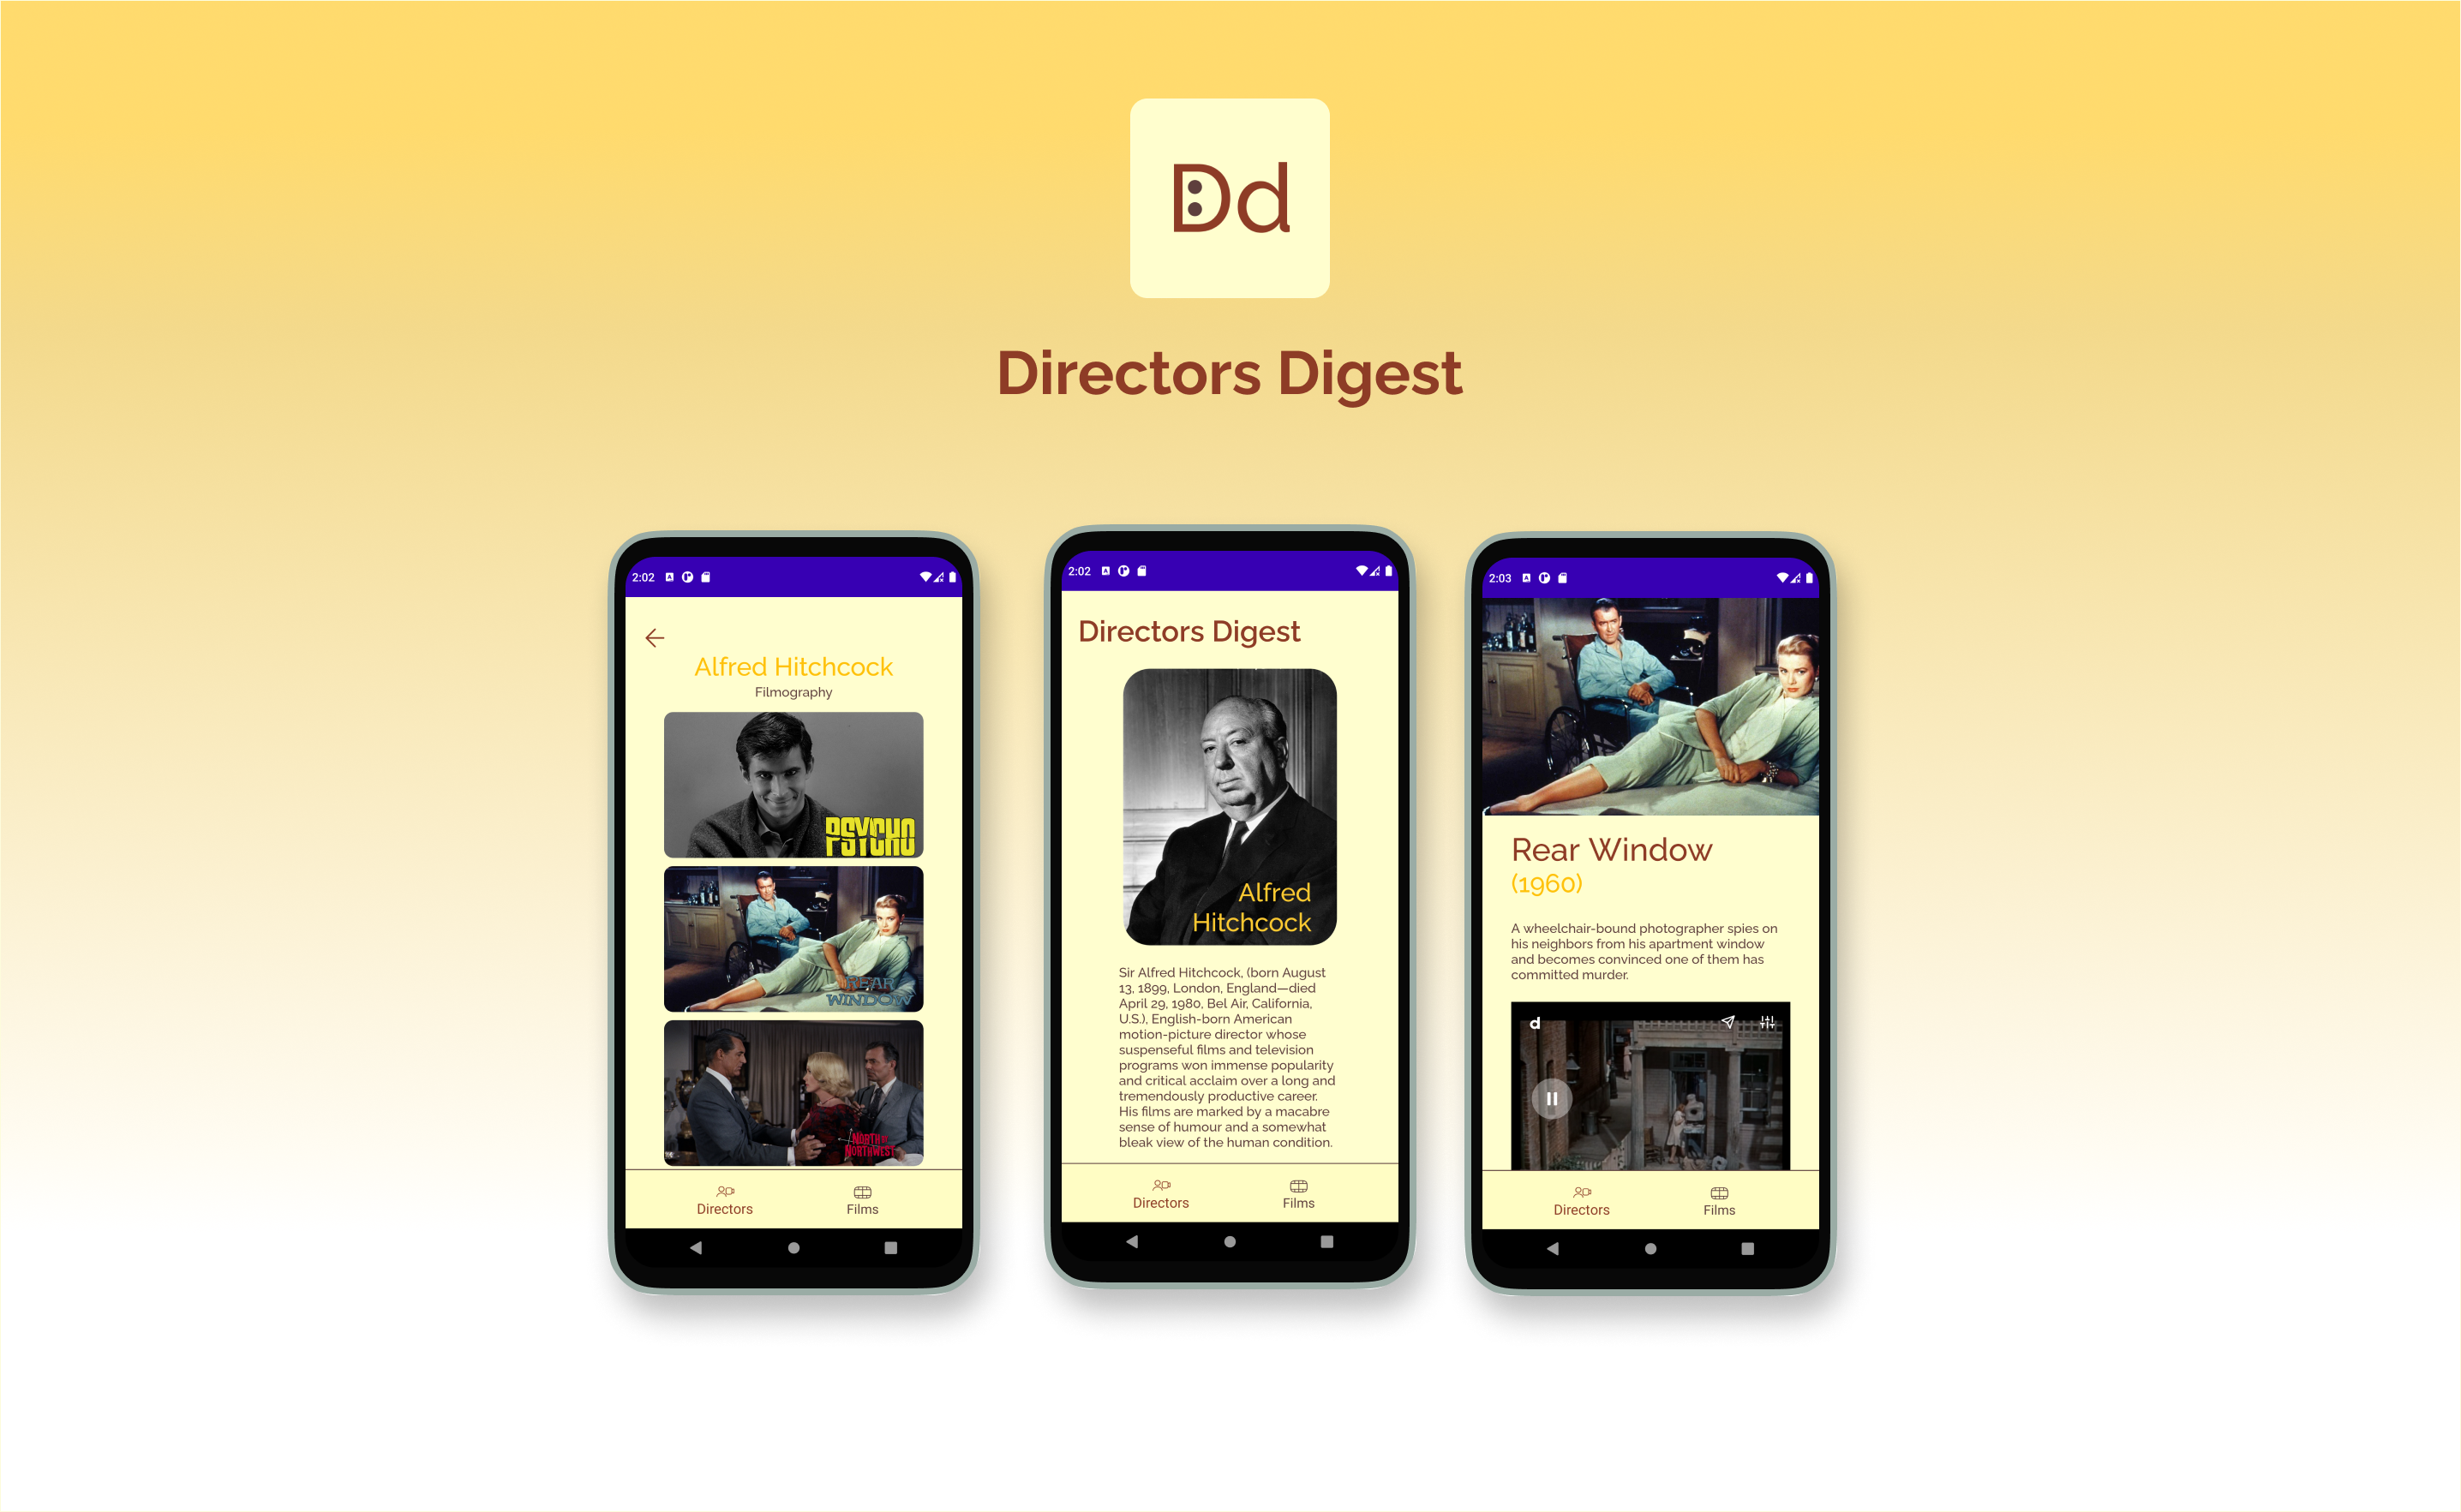 Dd
Directors Digest
2:02
Alfred Hitchcock
Filmography
PSYCHO
REAR
WINDOW
NORTH BY
NORTHWEST
Directors
Films
2:02
Directors Digest
Alfred
Hitchcock
Sir Alfred Hitchcock, (born August
13, 1899, London, England—died
April 29, 1980, Bel Air, California,
U.S.), English-born American
motion-picture director whose
suspenseful films and television
programs won immense popularity
and critical acclaim over a long and
tremendously productive career.
His films are marked by a macabre
sense of humour and a somewhat
bleak view of the human condition.
Directors
Films
2:03
Rear Window
(1960)
A wheelchair-bound photographer spies on
his neighbors from his apartment window
and becomes convinced one of them has
committed murder.
d
Directors
Films